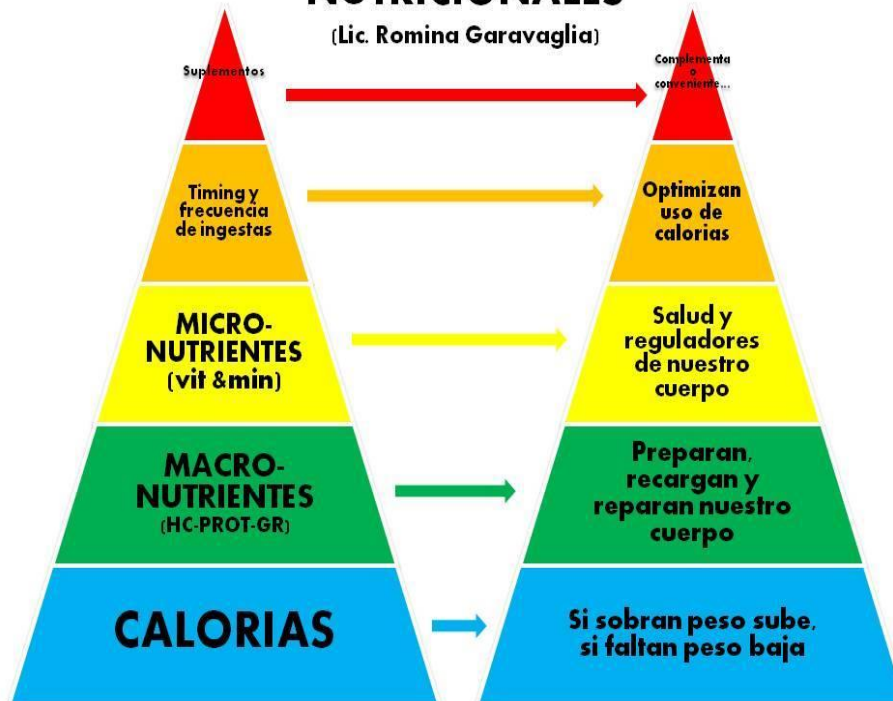 NUTRICIONALES
(Lic. Romina Garavaglia)
Suplementos
Complementa
o
conveniente...
Timing y
frecuencia
de ingestas
Optimizan
uso de
calorias
MICRO-
NUTRIENTES
(vit &min)
Salud y
reguladores
de nuestro
cuerpo
MACRO-
NUTRIENTES
(HC-PROT-GR)
Preparan,
recargan y
reparan nuestro
cuerpo
CALORIAS
Si sobran peso sube,
si faltan peso baja